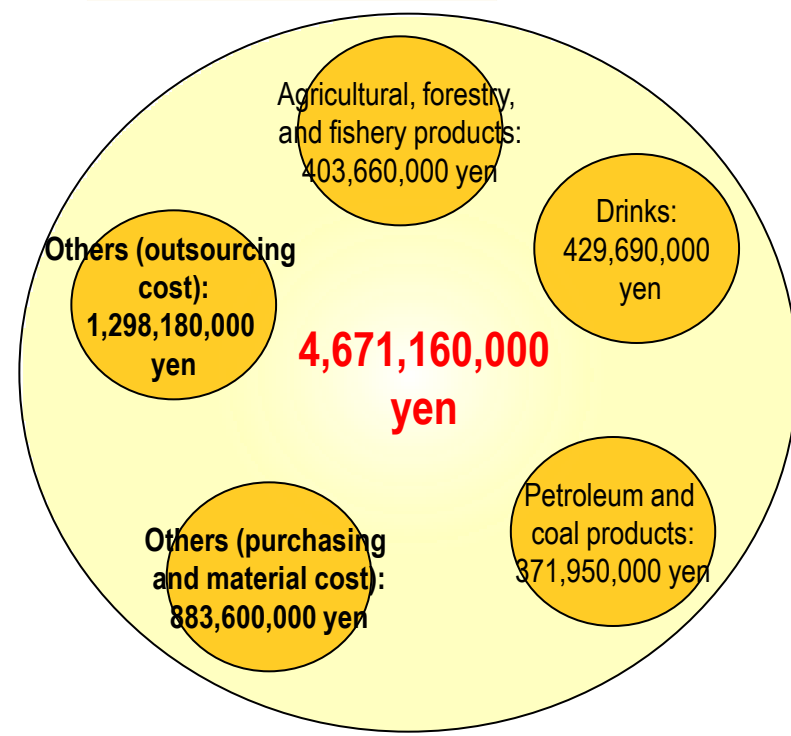 Agricultural, forestry,
and fishery products:
403,660,000 yen
Drinks:
429,690,000
yen
Others (outsourcing
cost):
1,298,180,000
yen
4,671,160,000
yen
Petroleum and
coal products:
371,950,000 yen
Others (purchasing
and material cost):
883,600,000 yen